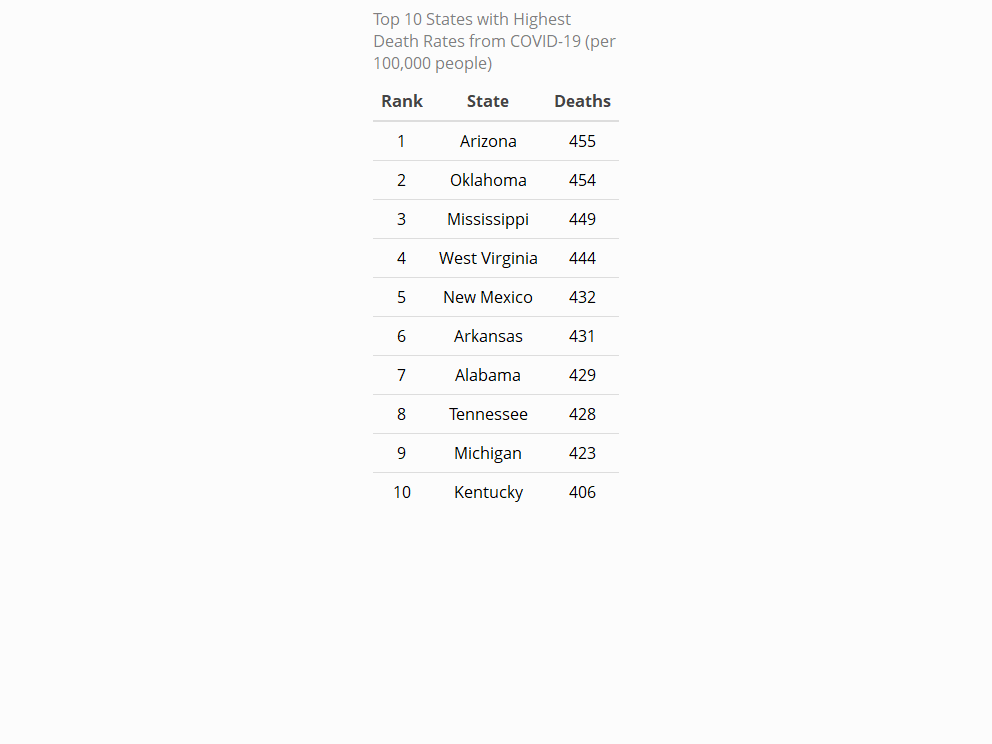 Top 10 States with Highest
Death Rates from COVID-19 (per
100,000 people)
Rank State Deaths
1 Arizona 455
2 Oklahoma 454
3 Mississippi 449
4 West Virginia 444
5 New Mexico 432
6 Arkansas 431
7 Alabama 429
8 Tennessee 428
9 Michigan 423
10 Kentucky 406